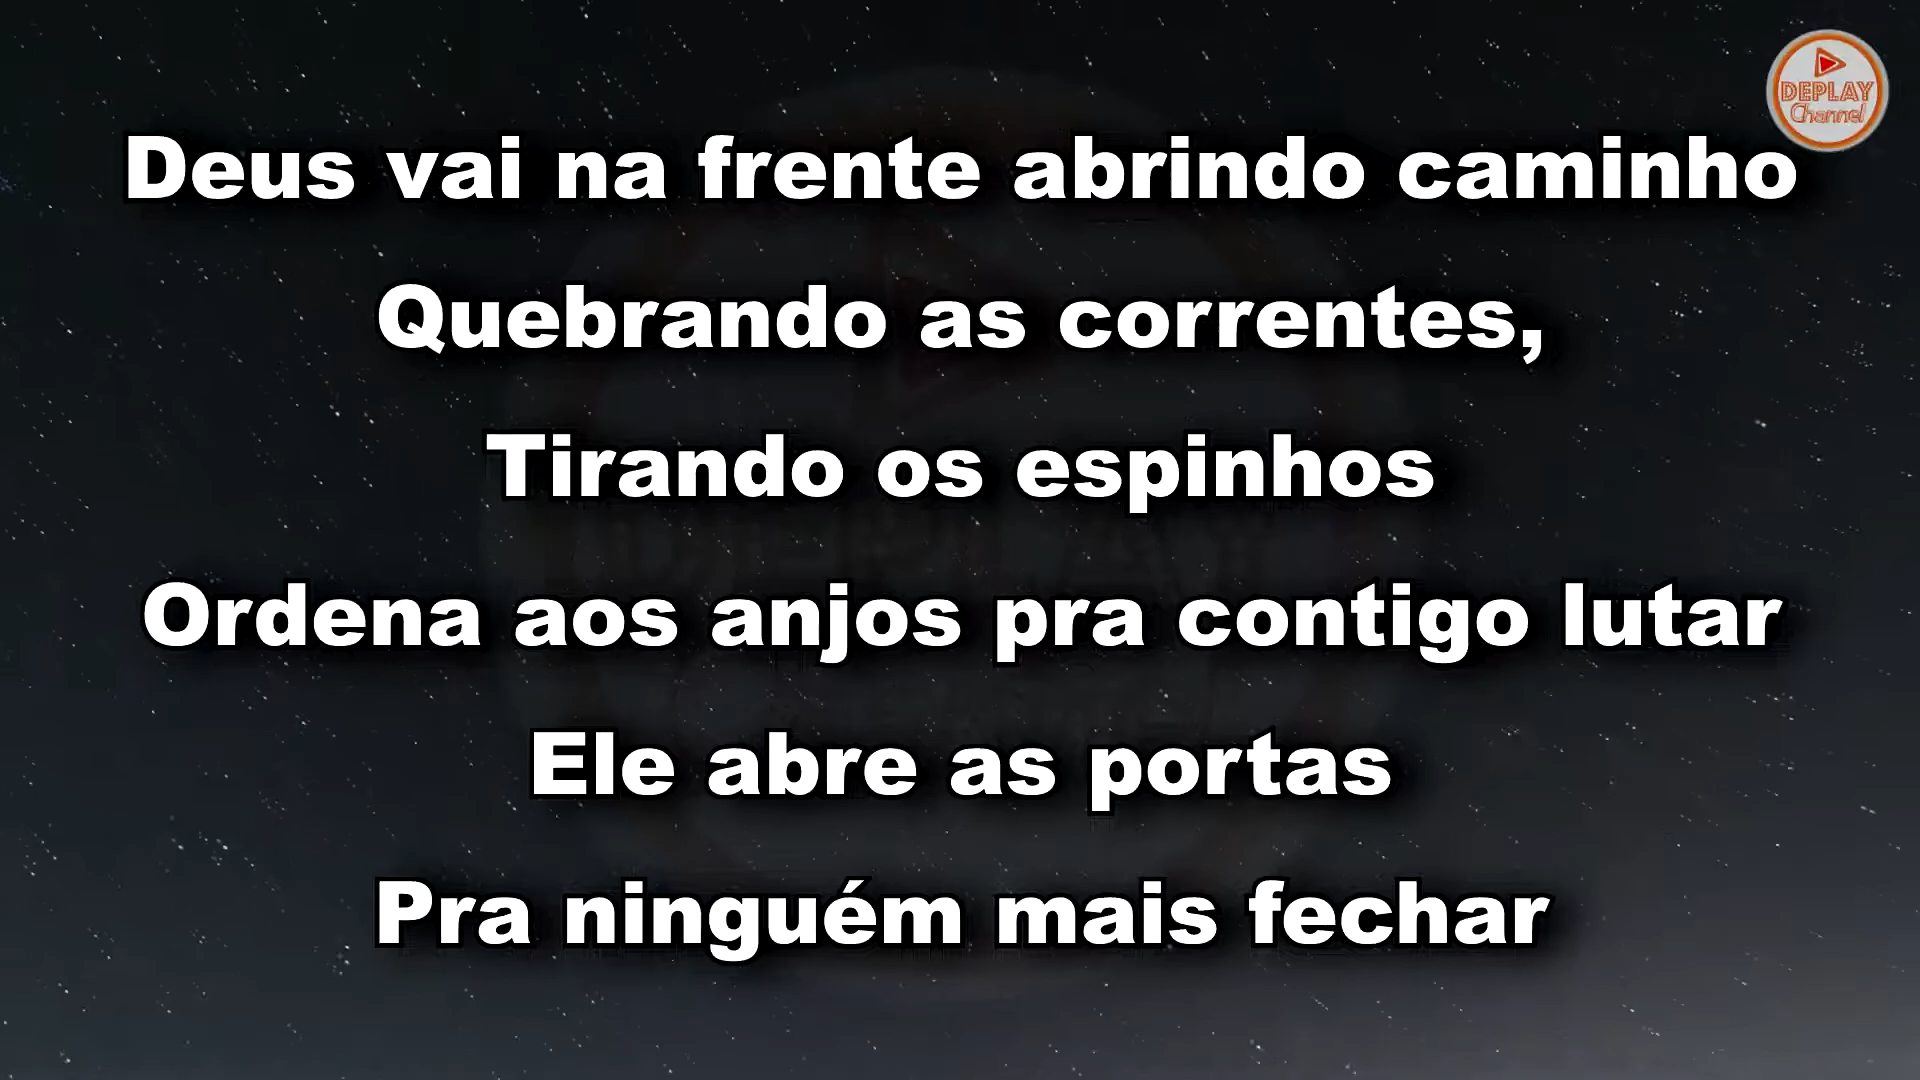 DEPLAY
Channel
Deus vai na frente abrindo caminho
Quebrando as correntes,
Tirando os espinhos
Ordena aos anjos pra contigo lutar
Ele abre as portas
Pra ninguém mais fechar